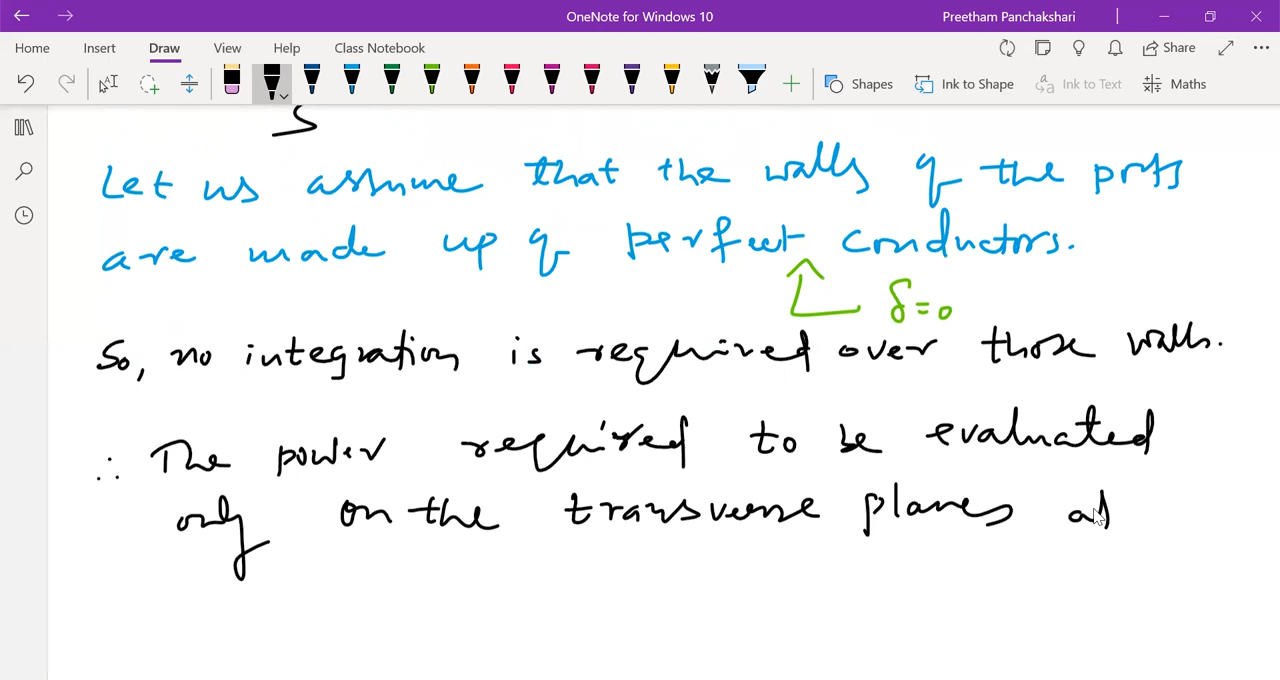 OneNote for Windows 10
Preetham Panchakshari
Home Insert Draw View Help Class Notebook
Share
Shapes Ink to Shape Ink to Text Maths
S
Let us assume that the walls of the ports
are made up of perfect conductors.
δ=0
So, no integration is required over those walls.
∴ The power required to be evaluated
only on the transverse planes